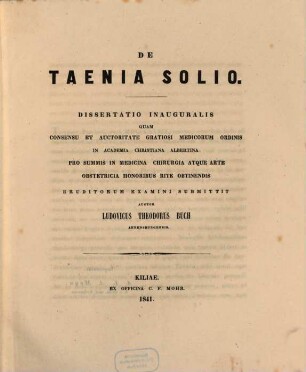 DE
TAENIA SOLIO.
DISSERTATIO INAUGURALIS
QUAM
CONSENSU ET AUCTORITATE GRATIOSI MEDICORUM ORDINIS
IN ACADEMIA CHRISTIANA ALBERTINA
PRO SUMMIS IN MEDICINA CHIRURGIA ATQUE ARTE
OBSTETRICIA HONORIBUS RITE OBTINENDIS
ERUDITORUM EXAMINI SUBMITTIT
AUCTOR
LUDOVICUS THEODORUS BUCH
KILIAE.
EX OFFICINA C. F. MOHR.
1841.